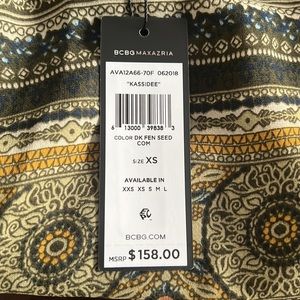 BCBGMAXAZRIA
AVA12A66-70F 062018
"KASSIDEE"
6 13000 39838 3
COLOR DK FEN SEED
COM
SIZE XS
AVAILABLE IN
XXS XS S M L
BCBG.COM
MSRP $158.00